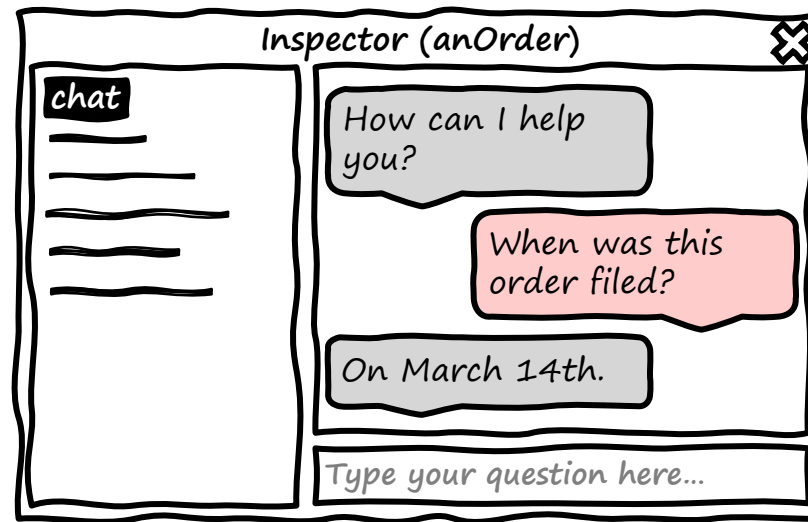 Inspector (anOrder)
chat
How can I help
you?
When was this
order filed?
On March 14th.
Type your question here...